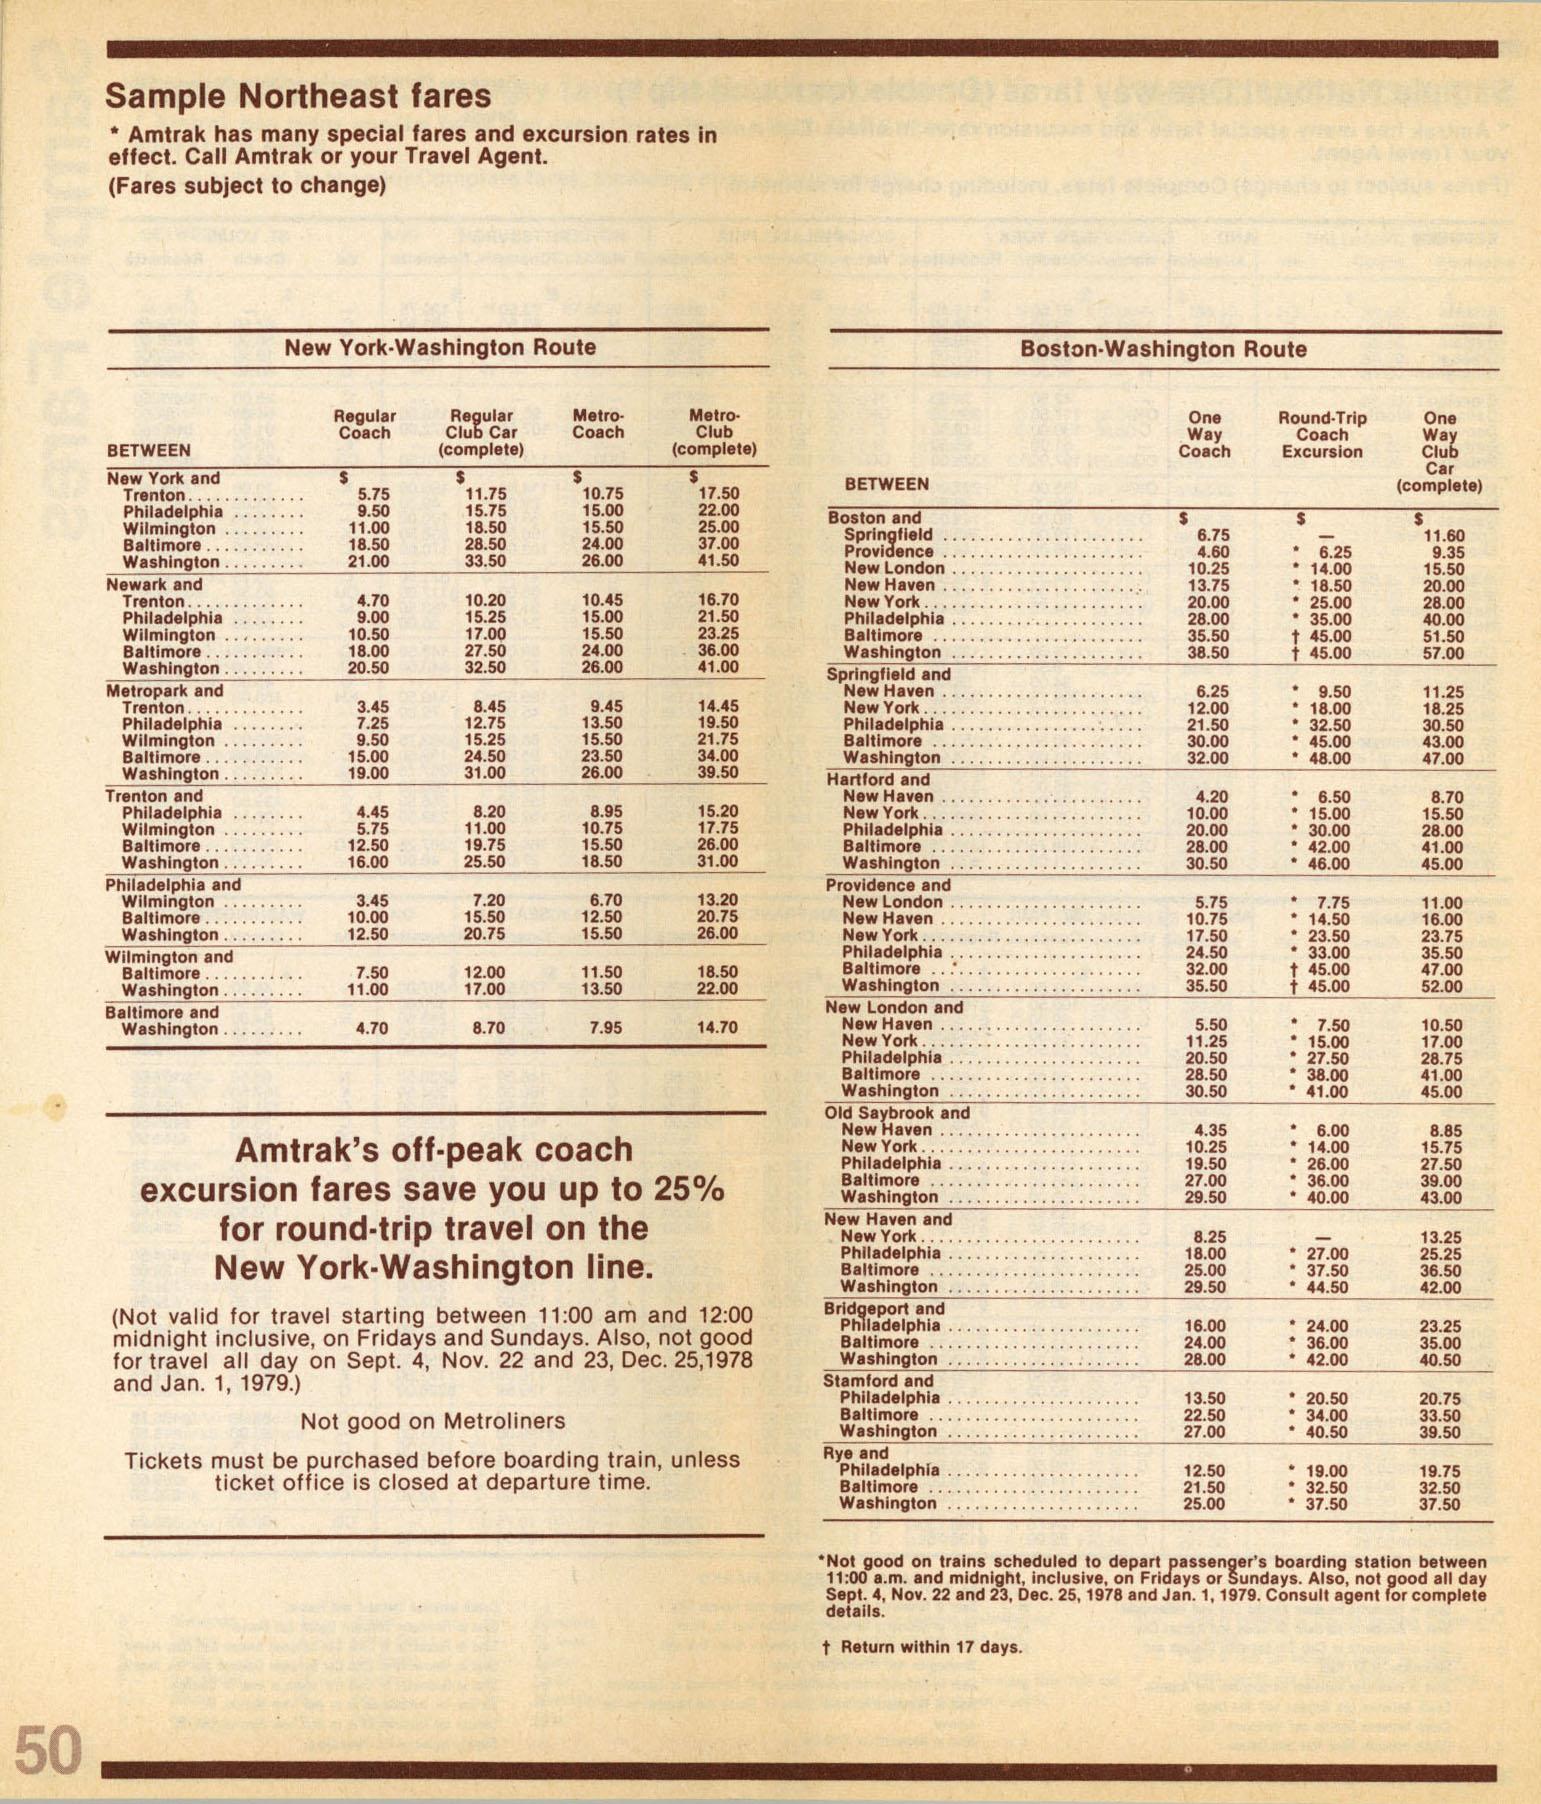 Sample Northeast fares
* Amtrak has many special fares and excursion rates in
effect. Call Amtrak or your Travel Agent.
(Fares subject to change)
New York-Washington Route
BETWEEN Regular Coach Regular Club Car (complete) Metro-Coach Metro-Club (complete)
New York and $ $ $ $
Trenton............. 5.75 11.75 10.75 17.50
Philadelphia ........ 9.50 15.75 15.00 22.00
Wilmington ......... 11.00 18.50 15.50 25.00
Baltimore........... 18.50 28.50 24.00 37.00
Washington......... 21.00 33.50 26.00 41.50
Newark and
Trenton............. 4.70 10.20 10.45 16.70
Philadelphia ........ 9.00 15.25 15.00 21.50
Wilmington ......... 10.50 17.00 15.50 23.25
Baltimore........... 18.00 27.50 24.00 36.00
Washington......... 20.50 32.50 26.00 41.00
Metropark and
Trenton............. 3.45 8.45 9.45 14.45
Philadelphia ........ 7.25 12.75 13.50 19.50
Wilmington ......... 9.50 15.25 15.50 21.75
Baltimore........... 15.00 24.50 23.50 34.00
Washington......... 19.00 31.00 26.00 39.50
Trenton and
Philadelphia ........ 4.45 8.20 8.95 15.20
Wilmington ......... 5.75 11.00 10.75 17.75
Baltimore........... 12.50 19.75 15.50 26.00
Washington......... 16.00 25.50 18.50 31.00
Philadelphia and
Wilmington ......... 3.45 7.20 6.70 13.20
Baltimore........... 10.00 15.50 12.50 20.75
Washington......... 12.50 20.75 15.50 26.00
Wilmington and
Baltimore........... 7.50 12.00 11.50 18.50
Washington......... 11.00 17.00 13.50 22.00
Baltimore and
Washington......... 4.70 8.70 7.95 14.70
Amtrak's off-peak coach
excursion fares save you up to 25%
for round-trip travel on the
New York-Washington line.
(Not valid for travel starting between 11:00 am and 12:00
midnight inclusive, on Fridays and Sundays. Also, not good
for travel all day on Sept. 4, Nov. 22 and 23, Dec. 25,1978
and Jan. 1, 1979.)
Not good on Metroliners
Tickets must be purchased before boarding train, unless
ticket office is closed at departure time.
Boston-Washington Route
BETWEEN One Way Coach Round-Trip Coach Excursion One Way Club Car (complete)
Boston and $ $ $
Springfield ........................ 6.75 — 11.60
Providence ........................ 4.60 * 6.25 9.35
New London ....................... 10.25 * 14.00 15.50
New Haven ........................ 13.75 * 18.50 20.00
New York.......................... 20.00 * 25.00 28.00
Philadelphia ....................... 28.00 * 35.00 40.00
Baltimore ......................... 35.50 † 45.00 51.50
Washington ....................... 38.50 † 45.00 57.00
Springfield and
New Haven ........................ 6.25 * 9.50 11.25
New York.......................... 12.00 * 18.00 18.25
Philadelphia ....................... 21.50 * 32.50 30.50
Baltimore ......................... 30.00 * 45.00 43.00
Washington ....................... 32.00 * 48.00 47.00
Hartford and
New Haven ........................ 4.20 * 6.50 8.70
New York.......................... 10.00 * 15.00 15.50
Philadelphia ....................... 20.00 * 30.00 28.00
Baltimore ......................... 28.00 * 42.00 41.00
Washington ....................... 30.50 * 46.00 45.00
Providence and
New London ....................... 5.75 * 7.75 11.00
New Haven ........................ 10.75 * 14.50 16.00
New York.......................... 17.50 * 23.50 23.75
Philadelphia ....................... 24.50 * 33.00 35.50
Baltimore ......................... 32.00 † 45.00 47.00
Washington ....................... 35.50 † 45.00 52.00
New London and
New Haven ........................ 5.50 * 7.50 10.50
New York.......................... 11.25 * 15.00 17.00
Philadelphia ....................... 20.50 * 27.50 28.75
Baltimore ......................... 28.50 * 38.00 41.00
Washington ....................... 30.50 * 41.00 45.00
Old Saybrook and
New Haven ........................ 4.35 * 6.00 8.85
New York.......................... 10.25 * 14.00 15.75
Philadelphia ....................... 19.50 * 26.00 27.50
Baltimore ......................... 27.00 * 36.00 39.00
Washington ....................... 29.50 * 40.00 43.00
New Haven and
New York.......................... 8.25 — 13.25
Philadelphia ....................... 18.00 * 27.00 25.25
Baltimore ......................... 25.00 * 37.50 36.50
Washington ....................... 29.50 * 44.50 42.00
Bridgeport and
Philadelphia ....................... 16.00 * 24.00 23.25
Baltimore ......................... 24.00 * 36.00 35.00
Washington ....................... 28.00 * 42.00 40.50
Stamford and
Philadelphia ....................... 13.50 * 20.50 20.75
Baltimore ......................... 22.50 * 34.00 33.50
Washington ....................... 27.00 * 40.50 39.50
Rye and
Philadelphia ....................... 12.50 * 19.00 19.75
Baltimore ......................... 21.50 * 32.50 32.50
Washington ....................... 25.00 * 37.50 37.50
*Not good on trains scheduled to depart passenger's boarding station between
11:00 a.m. and midnight, inclusive, on Fridays or Sundays. Also, not good all day
Sept. 4, Nov. 22 and 23, Dec. 25, 1978 and Jan. 1, 1979. Consult agent for complete
details.
† Return within 17 days.
50